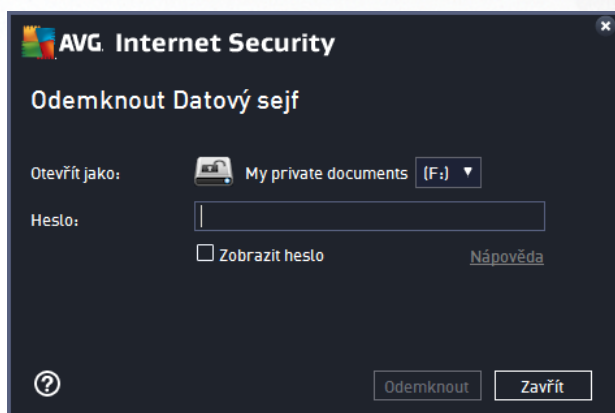 AVG. Internet Security
Odemknout Datový sejf
Otevřít jako: My private documents (F:)
Heslo:
Zobrazit heslo Nápověda
Odemknout Zavřít